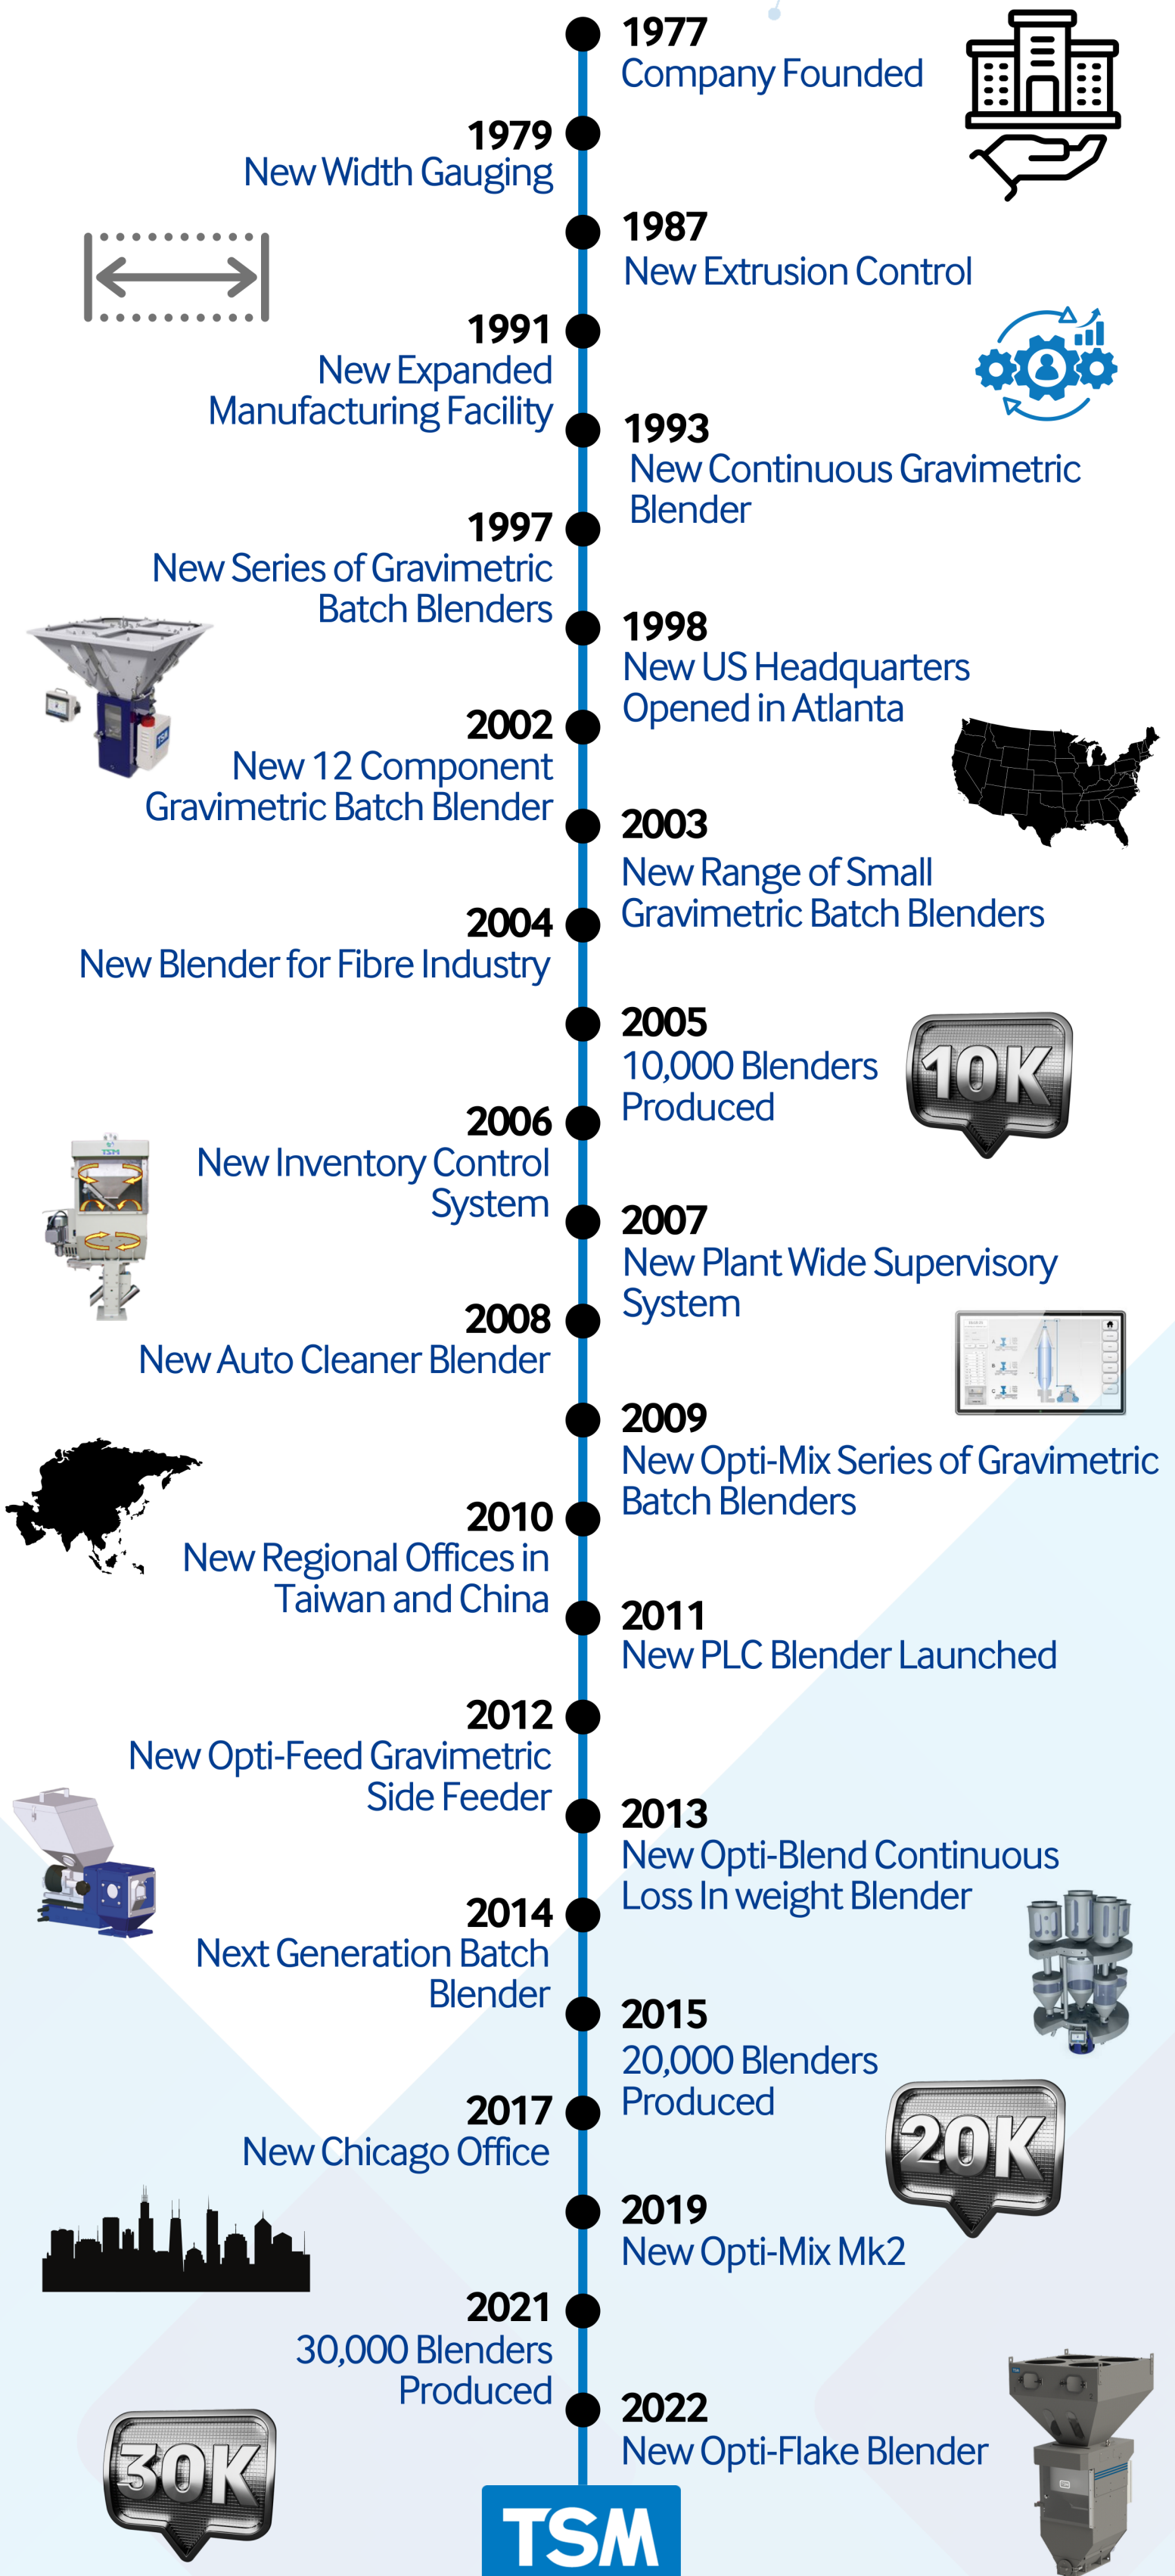 1977
Company Founded
1979
New Width Gauging
1987
New Extrusion Control
1991
New Expanded
Manufacturing Facility
1993
New Continuous Gravimetric
Blender
1997
New Series of Gravimetric
Batch Blenders
TSM
1998
New US Headquarters
Opened in Atlanta
2002
New 12 Component
Gravimetric Batch Blender
2003
New Range of Small
Gravimetric Batch Blenders
2004
New Blender for Fibre Industry
2005
10,000 Blenders
Produced
10K
2006
New Inventory Control
System
TSM
2007
New Plant Wide Supervisory
System
2008
New Auto Cleaner Blender
2009
New Opti-Mix Series of Gravimetric
Batch Blenders
2010
New Regional Offices in
Taiwan and China
2011
New PLC Blender Launched
2012
New Opti-Feed Gravimetric
Side Feeder
2013
New Opti-Blend Continuous
Loss In weight Blender
2014
Next Generation Batch
Blender
2015
20,000 Blenders
Produced
20K
2017
New Chicago Office
2019
New Opti-Mix Mk2
2021
30,000 Blenders
Produced
30K
2022
New Opti-Flake Blender
TSM